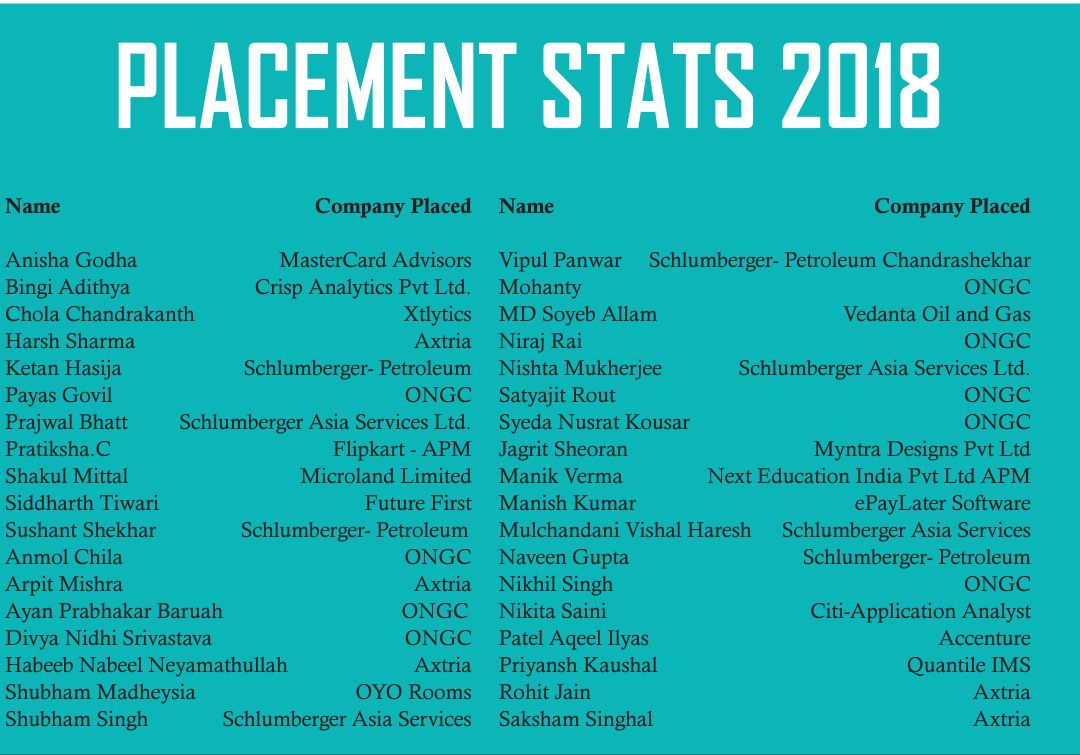 PLACEMENT STATS 2018
Name Company Placed
Anisha Godha MasterCard Advisors
Bingi Adithya Crisp Analytics Pvt Ltd.
Chola Chandrakanth Xtlytics
Harsh Sharma Axtria
Ketan Hasija Schlumberger- Petroleum
Payas Govil ONGC
Prajwal Bhatt Schlumberger Asia Services Ltd.
Pratiksha.C Flipkart - APM
Shakul Mittal Microland Limited
Siddharth Tiwari Future First
Sushant Shekhar Schlumberger- Petroleum
Anmol Chila ONGC
Arpit Mishra Axtria
Ayan Prabhakar Baruah ONGC
Divya Nidhi Srivastava ONGC
Habeeb Nabeel Neyamathullah Axtria
Shubham Madheysia OYO Rooms
Shubham Singh Schlumberger Asia Services
Name Company Placed
Vipul Panwar Schlumberger- Petroleum Chandrashekhar
Mohanty ONGC
MD Soyeb Allam Vedanta Oil and Gas
Niraj Rai ONGC
Nishta Mukherjee Schlumberger Asia Services Ltd.
Satyajit Rout ONGC
Syeda Nusrat Kousar ONGC
Jagrit Sheoran Myntra Designs Pvt Ltd
Manik Verma Next Education India Pvt Ltd APM
Manish Kumar ePayLater Software
Mulchandani Vishal Haresh Schlumberger Asia Services
Naveen Gupta Schlumberger- Petroleum
Nikhil Singh ONGC
Nikita Saini Citi-Application Analyst
Patel Aqeel Ilyas Accenture
Priyansh Kaushal Quantile IMS
Rohit Jain Axtria
Saksham Singhal Axtria